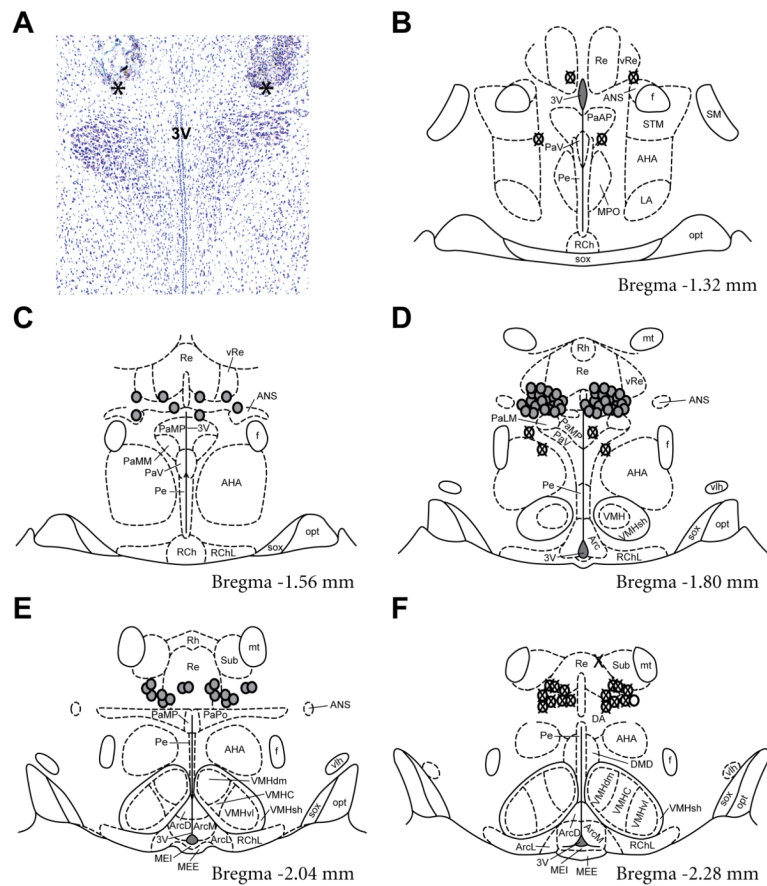 A
*
*
3V
B
Re
vRe
3V
ANS
f
PaAP
STM
SM
PaV
AHA
Pe
LA
MPO
RCh
opt
sox
Bregma -1.32 mm
C
Re
vRe
ANS
PaMP
3V
f
PaMM
PaV
AHA
Pe
RCh
RChL
sox
opt
Bregma -1.56 mm
D
Rh
mt
Re
vRe
ANS
PaLM
PaMP
PaV
f
AHA
Pe
vlh
VMH
VMHsh
sox
opt
Arc
3V
RChL
Bregma -1.80 mm
E
Rh
mt
Sub
Re
ANS
PaMP
PaPo
Pe
AHA
f
vlh
VMHdm
VMHC
VMHvl
VMHsh
sox
opt
ArcD
ArcM
3V
ArcL
RChL
MEI
MEE
Bregma -2.04 mm
F
Re
X
Sub
mt
DA
Pe
AHA
f
DMD
vlh
VMHdm
VMHC
VMHvl
VMHsh
sox
opt
ArcD
ArcM
ArcL
RChL
3V
MEI
MEE
Bregma -2.28 mm